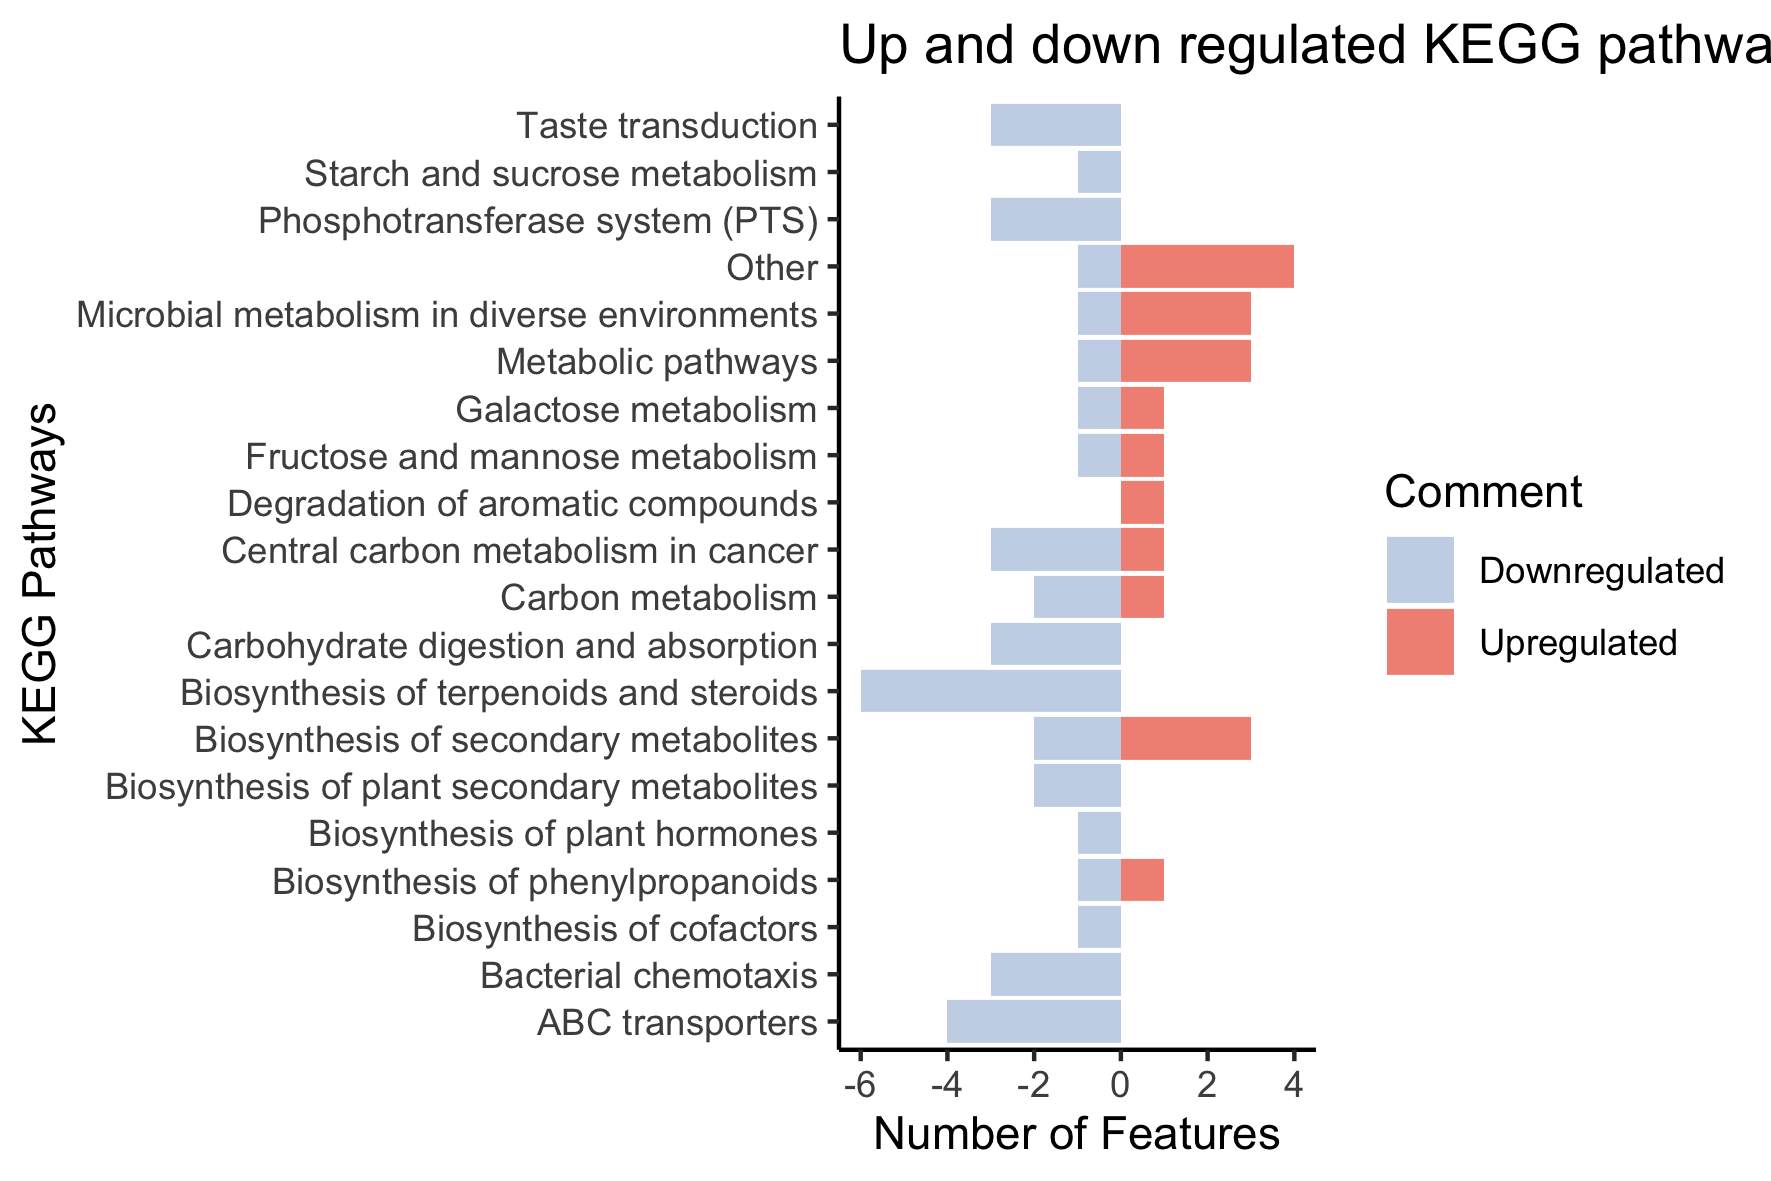 Up and down regulated KEGG pathwa
KEGG Pathways
Taste transduction
Starch and sucrose metabolism
Phosphotransferase system (PTS)
Other
Microbial metabolism in diverse environments
Metabolic pathways
Galactose metabolism
Fructose and mannose metabolism
Degradation of aromatic compounds
Central carbon metabolism in cancer
Carbon metabolism
Carbohydrate digestion and absorption
Biosynthesis of terpenoids and steroids
Biosynthesis of secondary metabolites
Biosynthesis of plant secondary metabolites
Biosynthesis of plant hormones
Biosynthesis of phenylpropanoids
Biosynthesis of cofactors
Bacterial chemotaxis
ABC transporters
-6 -4 -2 0 2 4
Number of Features
Comment
Downregulated
Upregulated